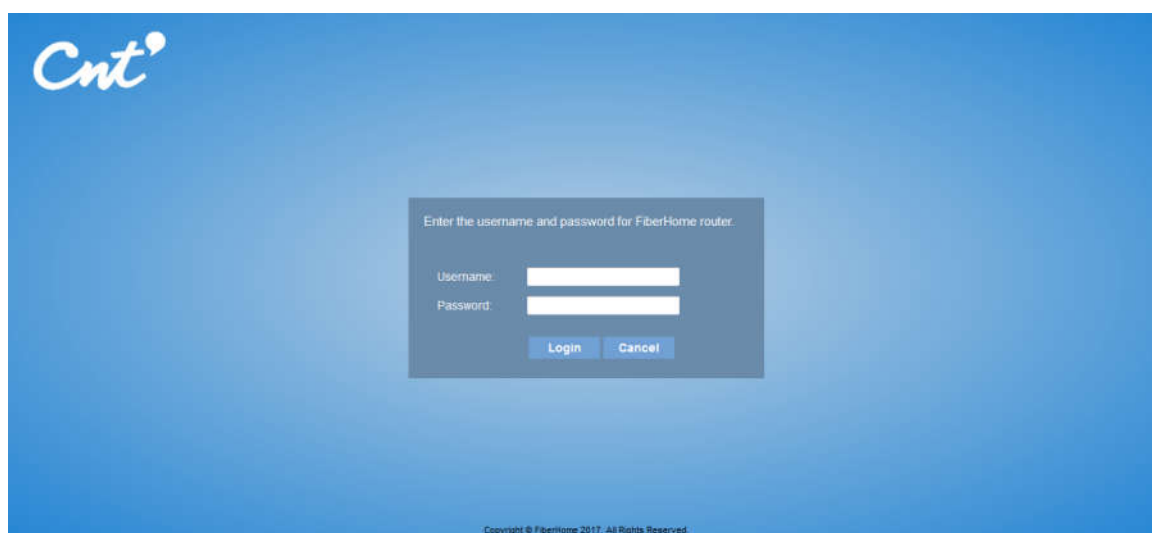 Cnt
Enter the username and password for FiberHome router.
Username:
Password:
Login Cancel
Copyright © FiberHome 2017. All Rights Reserved.